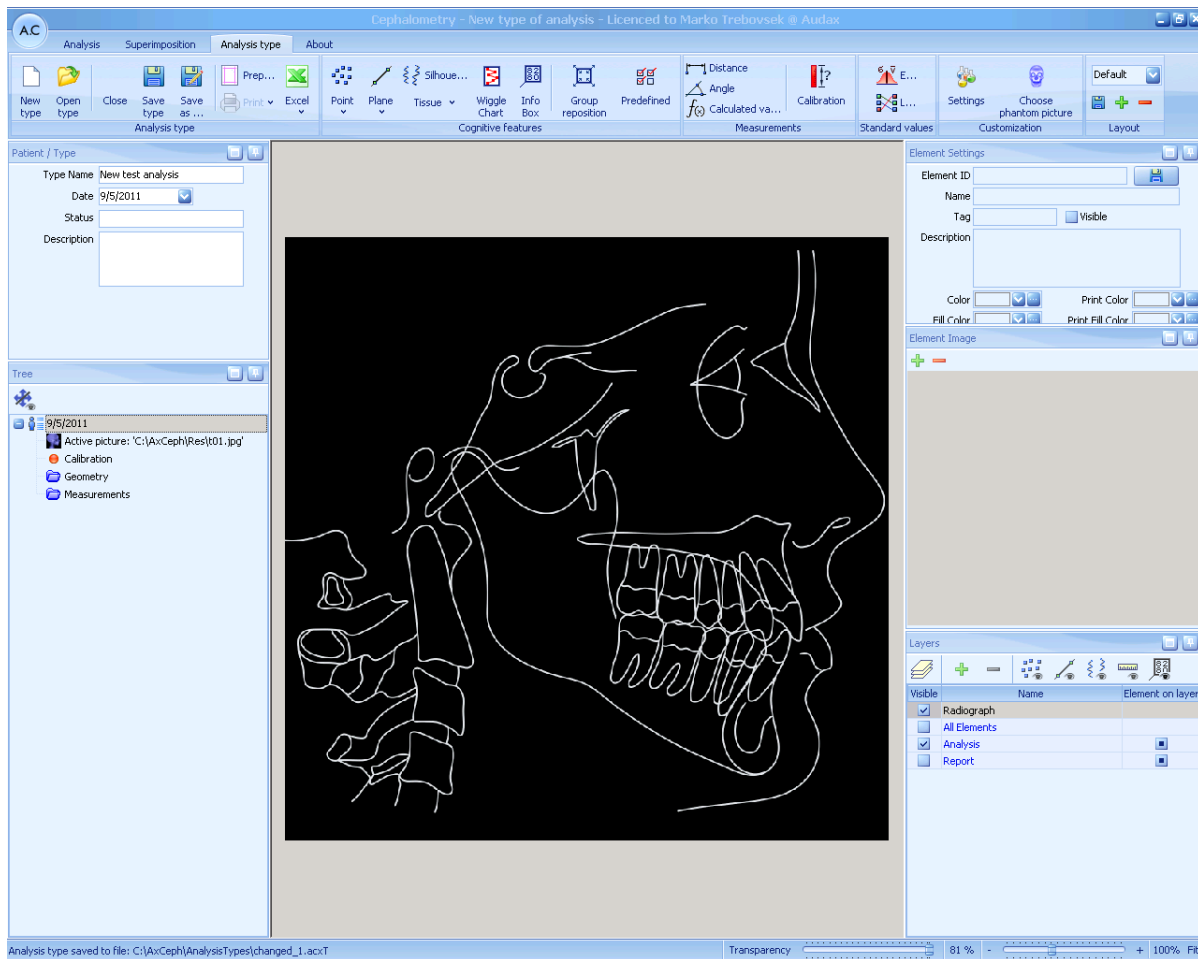 Cephalometry - New type of analysis - Licenced to Marko Trebovsek @ Audax
A.C
Analysis Superimposition Analysis type About
New type
Open type
Close
Save type
Save as ...
Prep...
Print
Excel
Analysis type
Point
Plane
Silhoue...
Tissue
Wiggle Chart
Info Box
Group reposition
Predefined
Cognitive features
Distance
Angle
f(x) Calculated va...
Calibration
Measurements
E...
L...
Standard values
Settings
Choose phantom picture
Customization
Default
Layout
Patient / Type
Type Name New test analysis
Date 9/5/2011
Status
Description
Tree
9/5/2011
Active picture: 'C:\AxCeph\Res\t01.jpg'
Calibration
Geometry
Measurements
Element Settings
Element ID
Name
Tag Visible
Description
Color Print Color
Fill Color Print Fill Color
Element Image
Layers
Visible Name Element on layer
Radiograph
All Elements
Analysis
Report
Analysis type saved to file: C:\AxCeph\AnalysisTypes\changed_1.acxT
Transparency 81 % - + 100% Fit